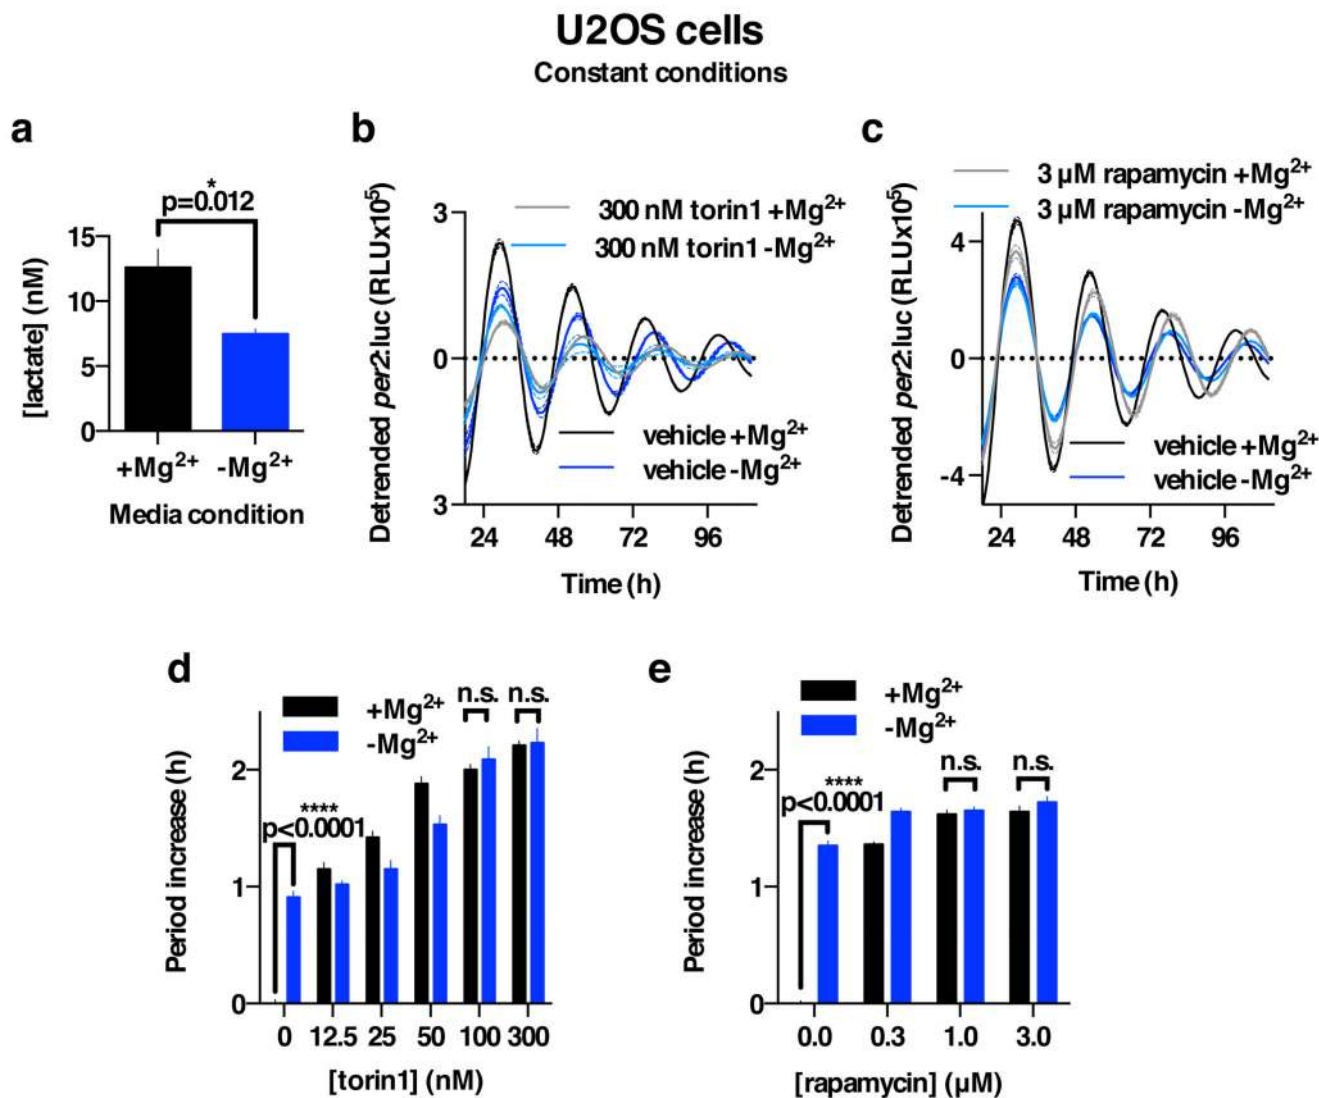 U2OS cells
Constant conditions
a
*
p=0.012
15
10
5
0
[lactate] (nM)
+Mg²⁺ -Mg²⁺
Media condition
b
300 nM torin1 +Mg²⁺
300 nM torin1 -Mg²⁺
3
0
3
Detrended per2:luc (RLUx10⁵)
vehicle +Mg²⁺
vehicle -Mg²⁺
24 48 72 96
Time (h)
c
3 µM rapamycin +Mg²⁺
3 µM rapamycin -Mg²⁺
4
0
-4
Detrended per2:luc (RLUx10⁵)
vehicle +Mg²⁺
vehicle -Mg²⁺
24 48 72 96
Time (h)
d
+Mg²⁺
-Mg²⁺
n.s. n.s.
****
p<0.0001
2
1
0
Period increase (h)
0 12.5 25 50 100 300
[torin1] (nM)
e
+Mg²⁺
-Mg²⁺
n.s. n.s.
****
p<0.0001
2
1
0
Period increase (h)
0.0 0.3 1.0 3.0
[rapamycin] (µM)